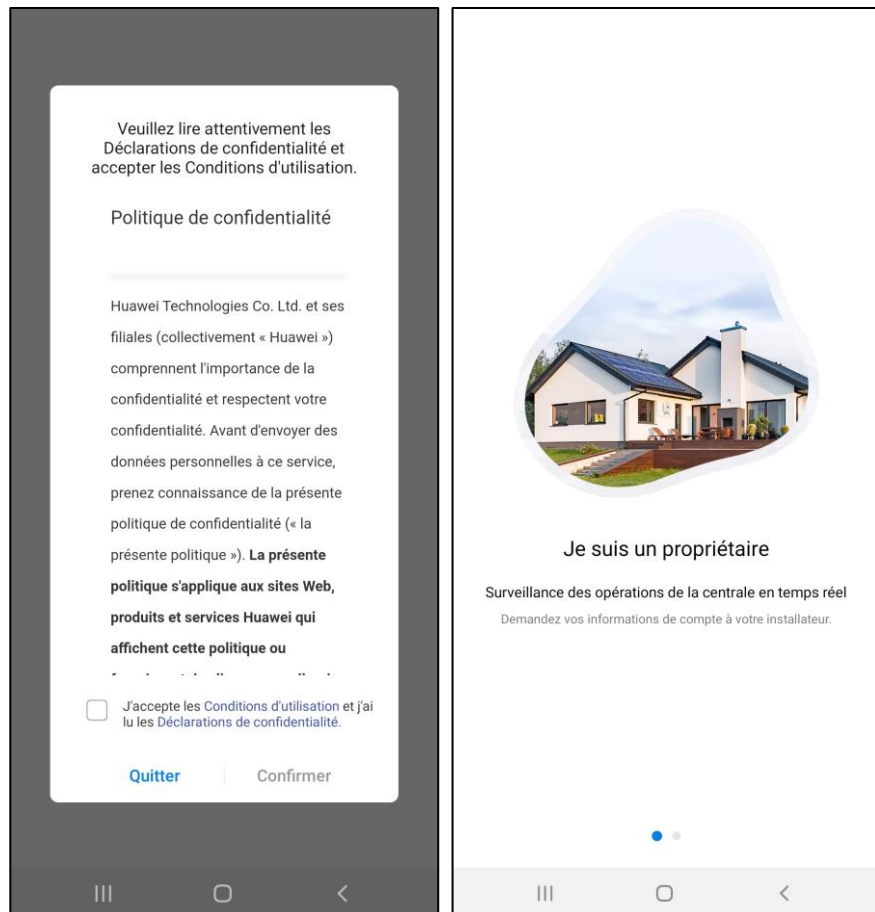 Veuillez lire attentivement les
Déclarations de confidentialité et
accepter les Conditions d'utilisation.
Politique de confidentialité
Huawei Technologies Co. Ltd. et ses
filiales (collectivement « Huawei »)
comprennent l'importance de la
confidentialité et respectent votre
confidentialité. Avant d'envoyer des
données personnelles à ce service,
prenez connaissance de la présente
politique de confidentialité (« la
présente politique »). La présente
politique s'applique aux sites Web,
produits et services Huawei qui
affichent cette politique ou
J'accepte les Conditions d'utilisation et j'ai
lu les Déclarations de confidentialité.
Quitter
Confirmer
Je suis un propriétaire
Surveillance des opérations de la centrale en temps réel
Demandez vos informations de compte à votre installateur.